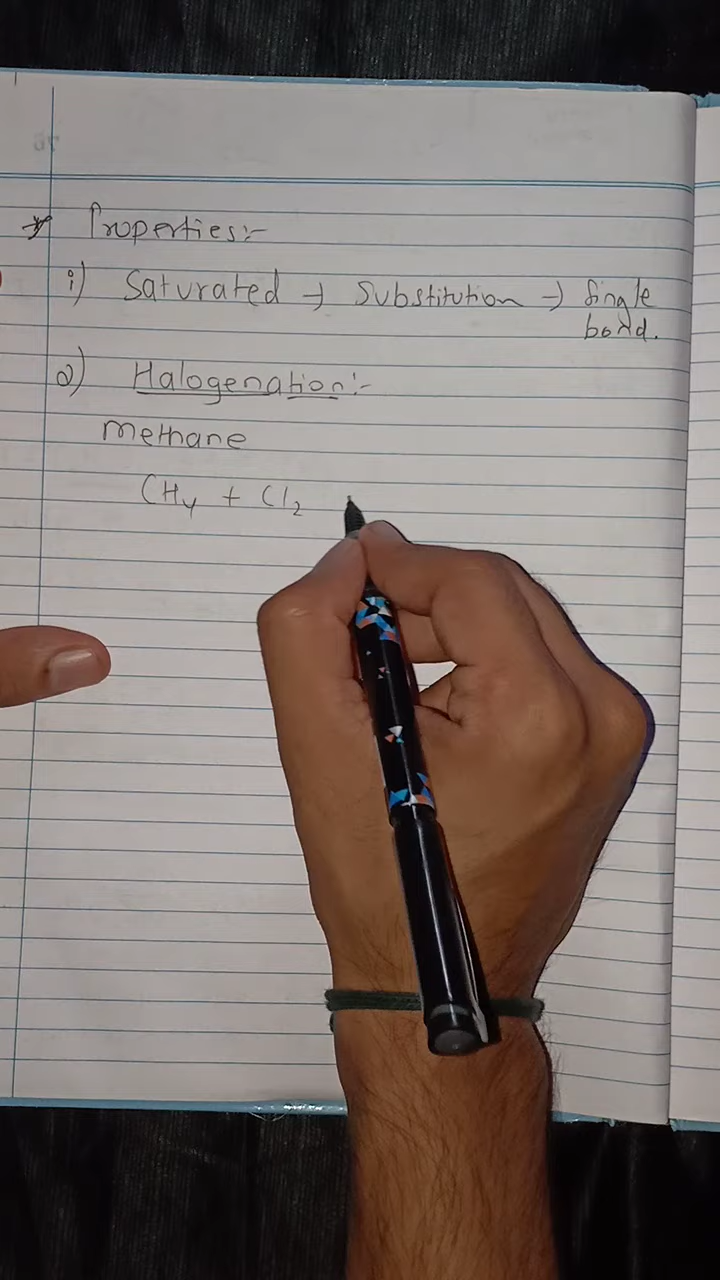 * Properties:-
i) Saturated → Substitution → Single
bond.
2) Halogenation:-
Methane
CH4 + Cl2